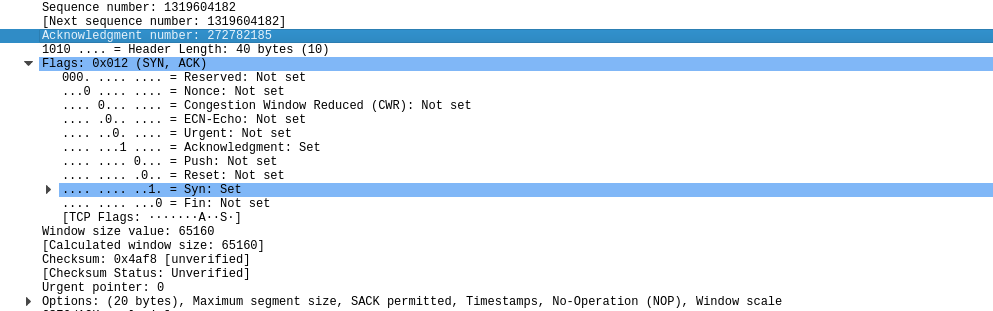 Sequence number: 1319604182
[Next sequence number: 1319604182]
Acknowledgment number: 272782185
1010 .... = Header Length: 40 bytes (10)
Flags: 0x012 (SYN, ACK)
000. .... .... = Reserved: Not set
...0 .... .... = Nonce: Not set
.... 0... .... = Congestion Window Reduced (CWR): Not set
.... .0.. .... = ECN-Echo: Not set
.... ..0. .... = Urgent: Not set
.... ...1 .... = Acknowledgment: Set
.... .... 0... = Push: Not set
.... .... .0.. = Reset: Not set
.... .... ..1. = Syn: Set
.... .... ...0 = Fin: Not set
[TCP Flags: ·······A··S·]
Window size value: 65160
[Calculated window size: 65160]
Checksum: 0x4af8 [unverified]
[Checksum Status: Unverified]
Urgent pointer: 0
Options: (20 bytes), Maximum segment size, SACK permitted, Timestamps, No-Operation (NOP), Window scale